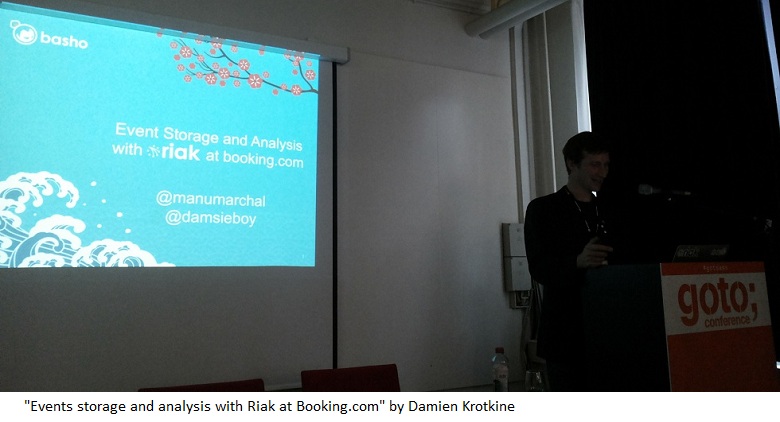 basho
Event Storage and Analysis
with riak at booking.com
@manumarchal
@damsieboy
goto;
conference
"Events storage and analysis with Riak at Booking.com" by Damien Krotkine